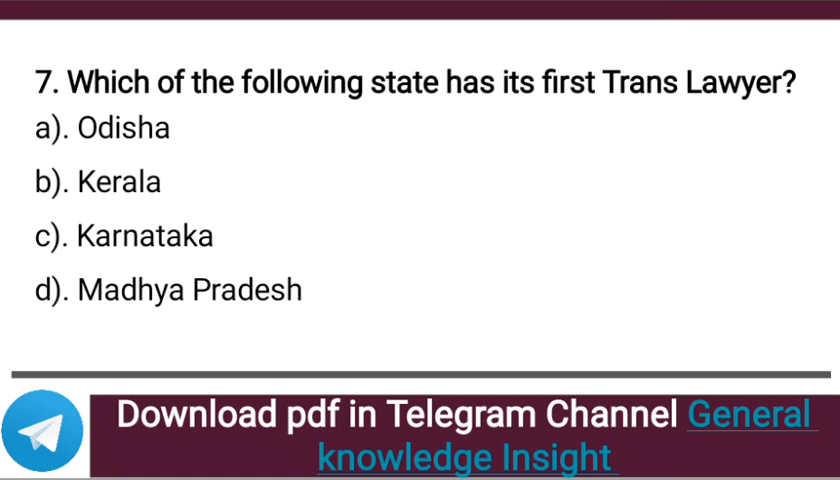 7. Which of the following state has its first Trans Lawyer?
a). Odisha
b). Kerala
c). Karnataka
d). Madhya Pradesh
Download pdf in Telegram Channel General
knowledge Insight